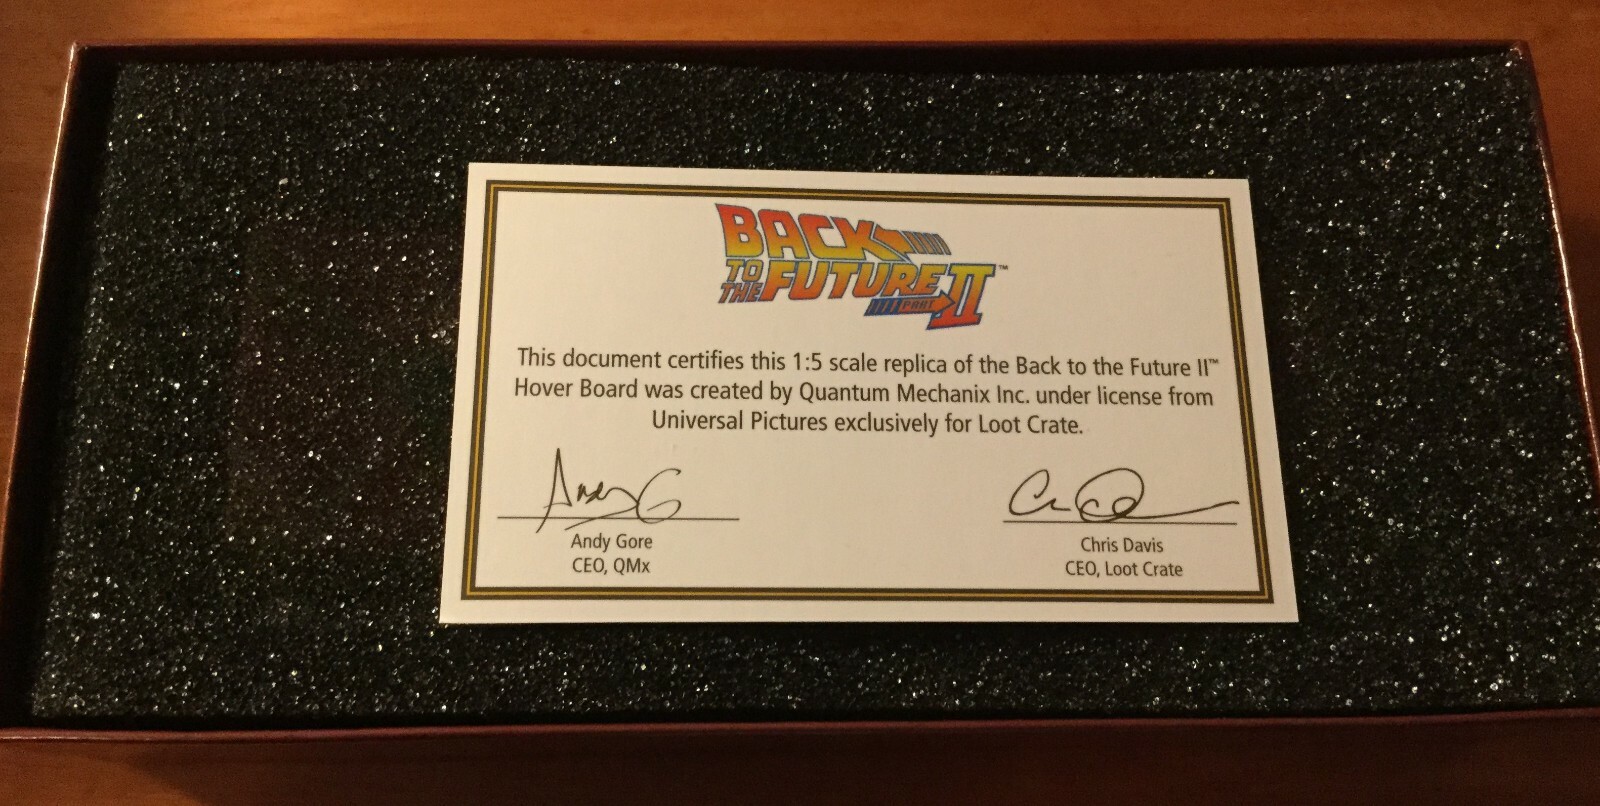 BACK
TO THE FUTURE PART II™
This document certifies this 1:5 scale replica of the Back to the Future II™
Hover Board was created by Quantum Mechanix Inc. under license from
Universal Pictures exclusively for Loot Crate.
Andy G
Andy Gore
CEO, QMx
Chris Davis
CEO, Loot Crate